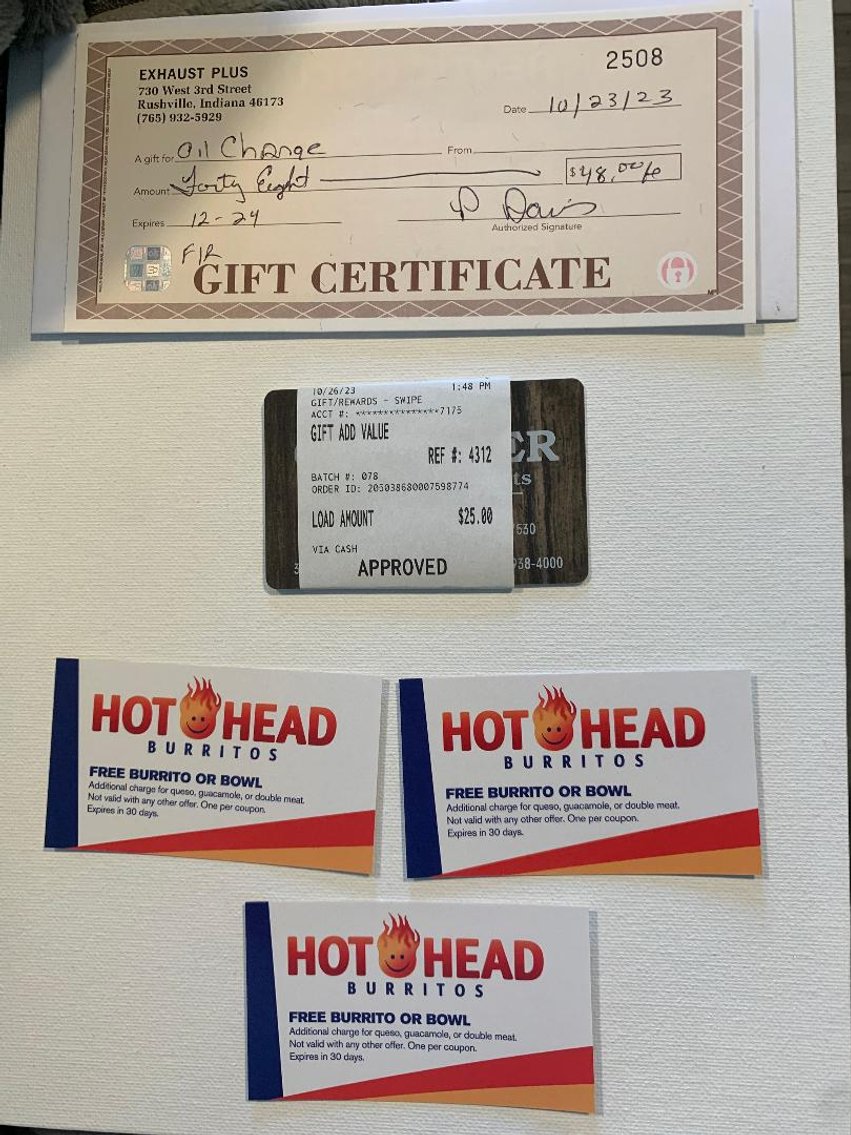 EXHAUST PLUS
730 West 3rd Street
Rushville, Indiana 46173
(765) 932-5929
2508
Date 10/23/23
A gift for Oil Change From
Amount Forty Eight $48.00
Expires 12-24
P Davis
Authorized Signature
GIFT CERTIFICATE
10/26/23 1:48 PM
GIFT/REWARDS - SWIPE
ACCT #: ***************7175
GIFT ADD VALUE
REF #: 4312
BATCH #: 078
ORDER ID: 205038680007598774
LOAD AMOUNT $25.00
VIA CASH
APPROVED
ER
ts
530
938-4000
HOT HEAD
BURRITOS
FREE BURRITO OR BOWL
Additional charge for queso, guacamole, or double meat.
Not valid with any other offer. One per coupon.
Expires in 30 days.
HOT HEAD
BURRITOS
FREE BURRITO OR BOWL
Additional charge for queso, guacamole, or double meat.
Not valid with any other offer. One per coupon.
Expires in 30 days.
HOT HEAD
BURRITOS
FREE BURRITO OR BOWL
Additional charge for queso, guacamole, or double meat.
Not valid with any other offer. One per coupon.
Expires in 30 days.